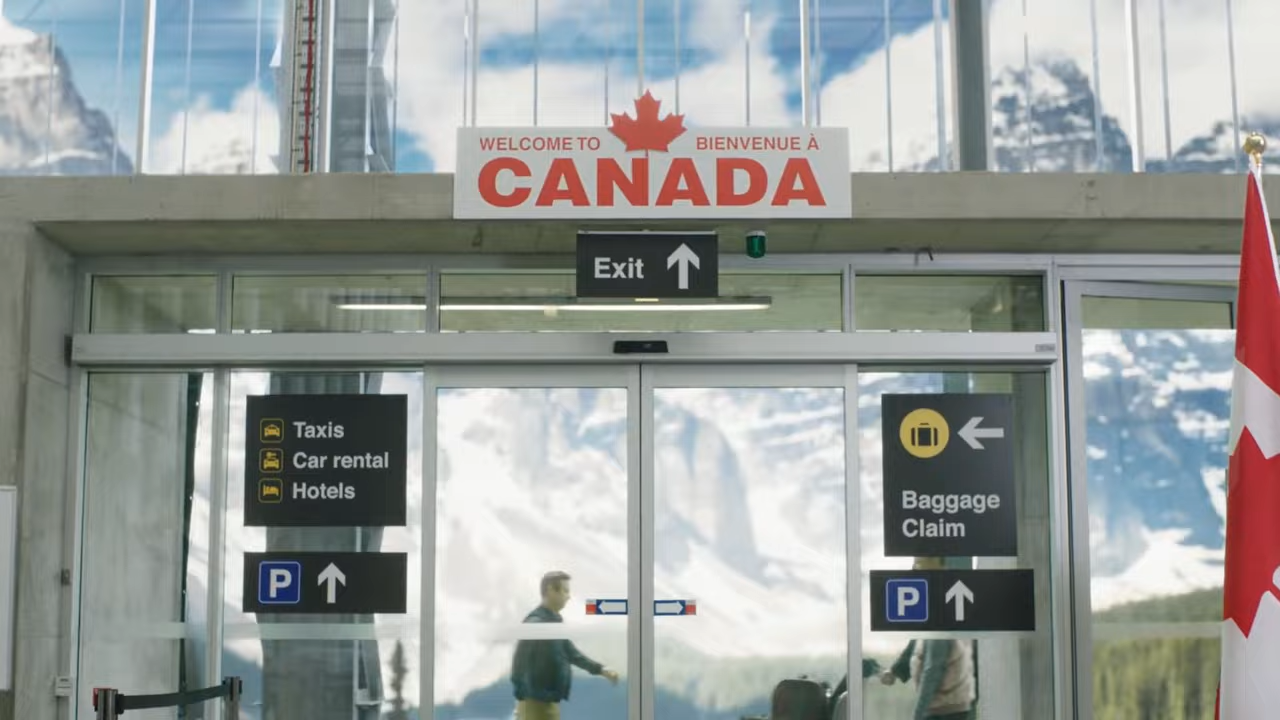 WELCOME TO BIENVENUE À
CANADA
Exit
Taxis
Car rental
Hotels
P
Baggage
Claim
P